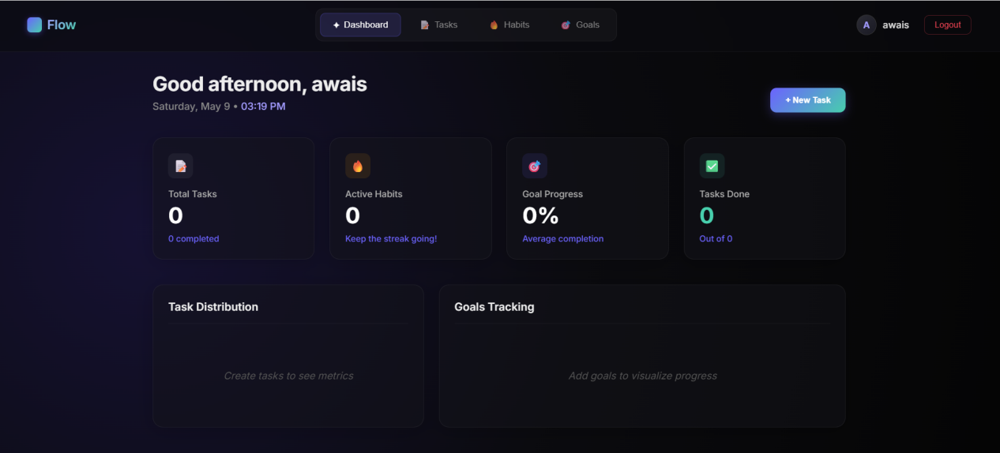 Flow
✦ Dashboard
Tasks
Habits
Goals
A
awais
Logout
Good afternoon, awais
Saturday, May 9 • 03:19 PM
+ New Task
Total Tasks
0
0 completed
Active Habits
0
Keep the streak going!
Goal Progress
0%
Average completion
Tasks Done
0
Out of 0
Task Distribution
Create tasks to see metrics
Goals Tracking
Add goals to visualize progress